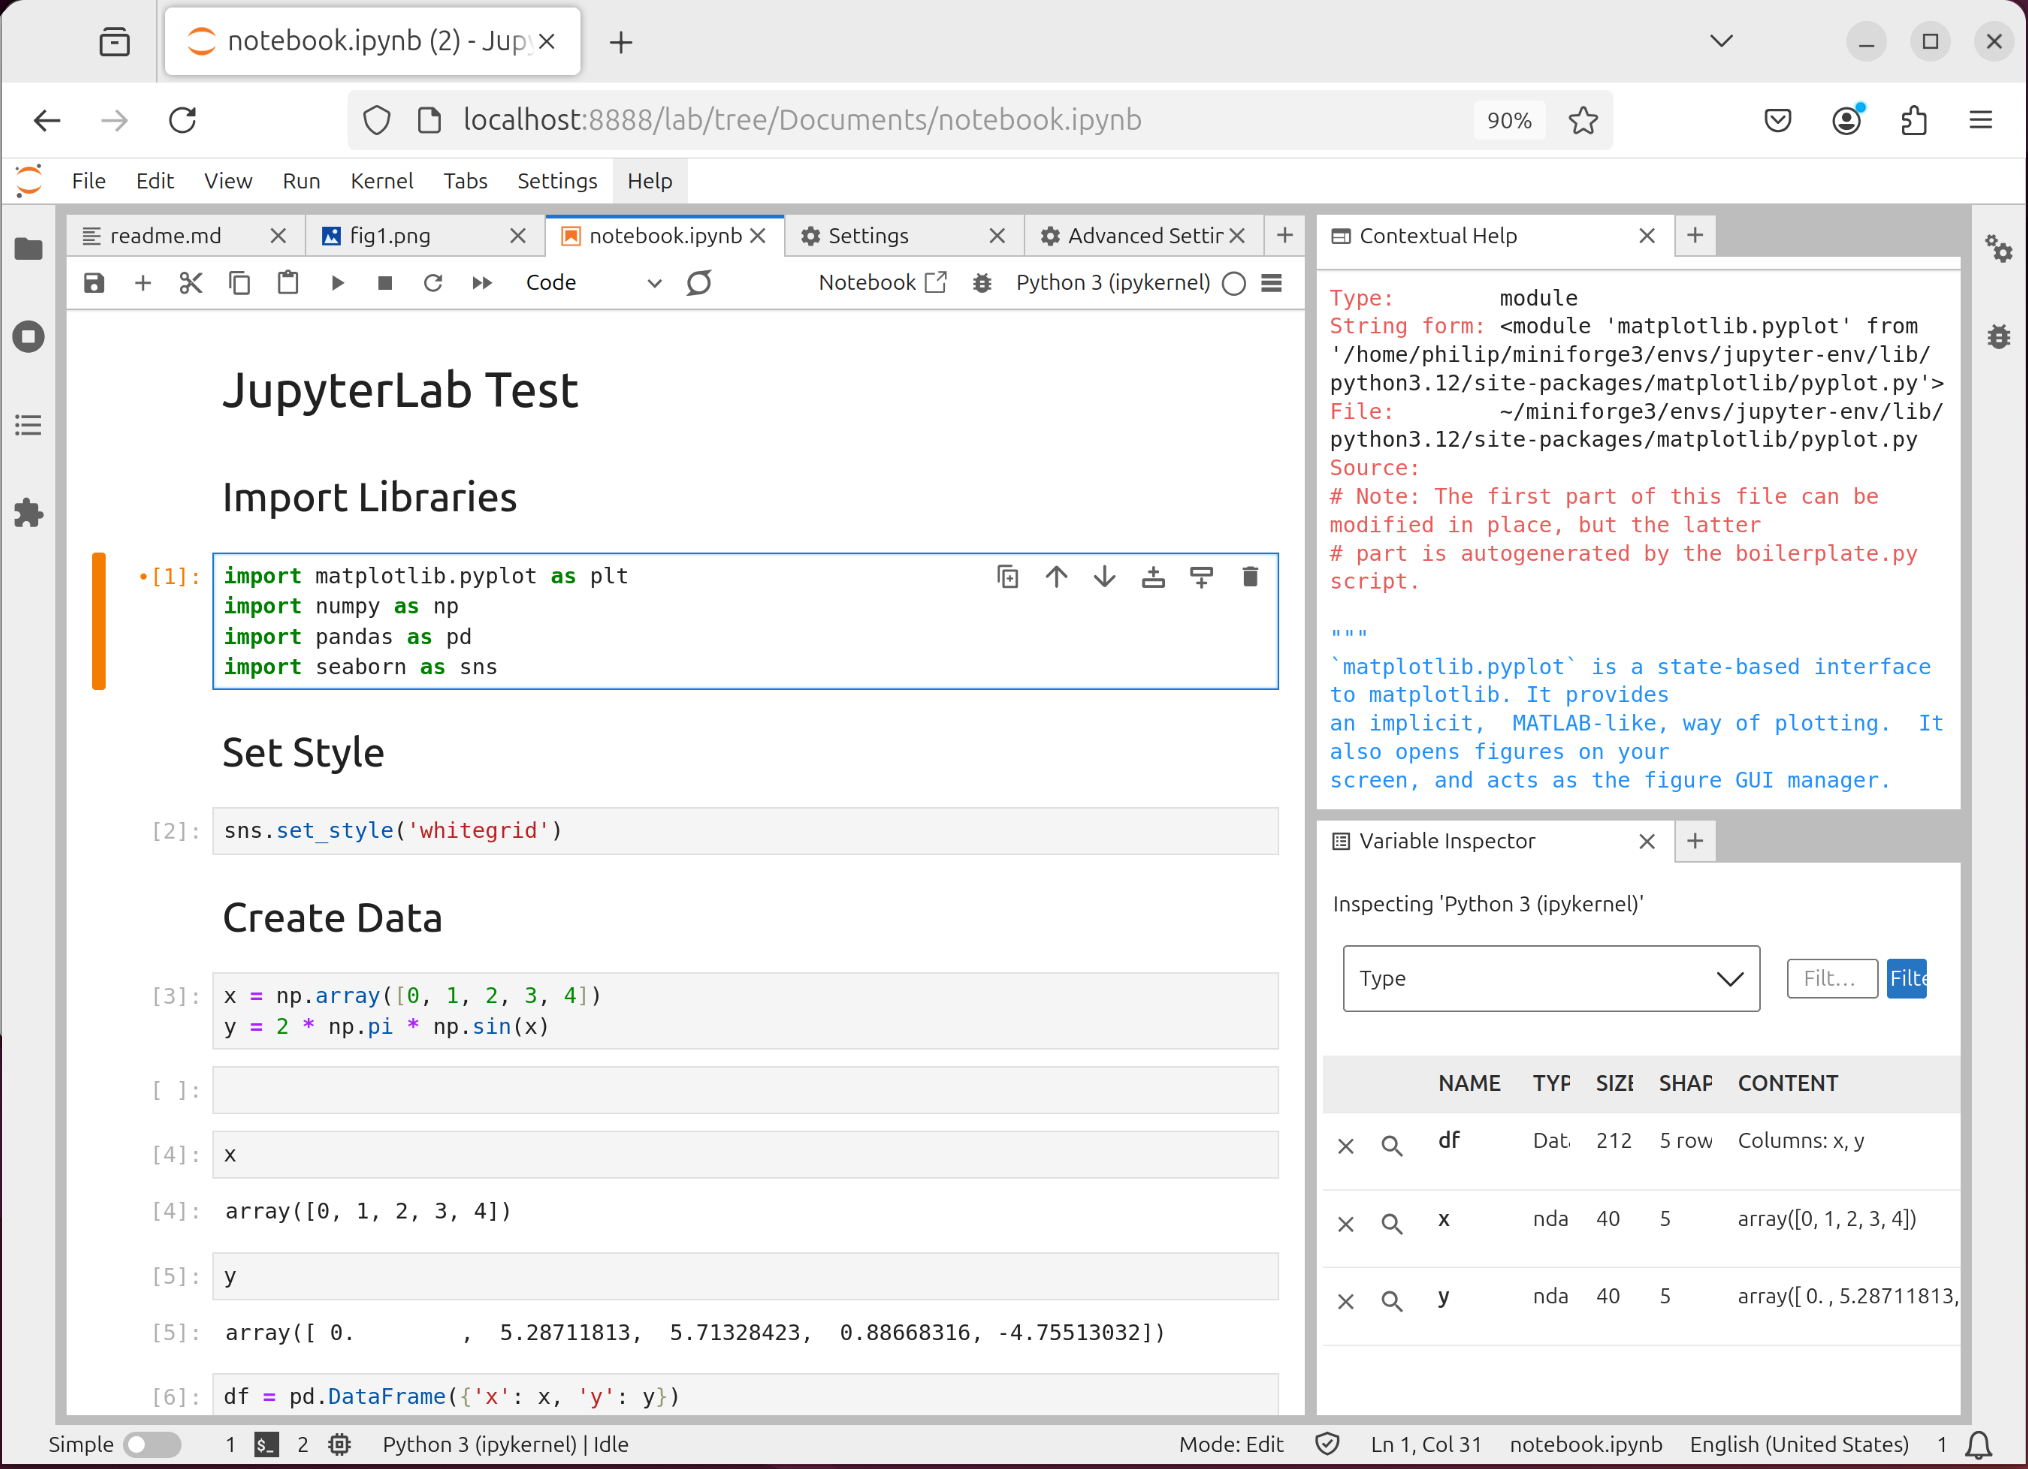 notebook.ipynb (2) - Jupy
localhost:8888/lab/tree/Documents/notebook.ipynb
90%
File Edit View Run Kernel Tabs Settings Help
readme.md
fig1.png
notebook.ipynb
Settings
Advanced Settir
Code
Notebook
Python 3 (ipykernel)
JupyterLab Test
Import Libraries
•[1]:
import matplotlib.pyplot as plt
import numpy as np
import pandas as pd
import seaborn as sns
Set Style
[2]: sns.set_style('whitegrid')
Create Data
[3]: x = np.array([0, 1, 2, 3, 4])
y = 2 * np.pi * np.sin(x)
[ ]:
[4]: x
[4]: array([0, 1, 2, 3, 4])
[5]: y
[5]: array([ 0.        ,  5.28711813,  5.71328423,  0.88668316, -4.75513032])
[6]: df = pd.DataFrame({'x': x, 'y': y})
Contextual Help
Type:        module
String form: <module 'matplotlib.pyplot' from
'/home/philip/miniforge3/envs/jupyter-env/lib/
python3.12/site-packages/matplotlib/pyplot.py'>
File:        ~/miniforge3/envs/jupyter-env/lib/
python3.12/site-packages/matplotlib/pyplot.py
Source:
# Note: The first part of this file can be
modified in place, but the latter
# part is autogenerated by the boilerplate.py
script.
"""
`matplotlib.pyplot` is a state-based interface
to matplotlib. It provides
an implicit,  MATLAB-like, way of plotting.  It
also opens figures on your
screen, and acts as the figure GUI manager.
Variable Inspector
Inspecting 'Python 3 (ipykernel)'
Type
Filt...
Filte
NAME TYP SIZE SHAP CONTENT
df Dat 212 5 row Columns: x, y
x nda 40 5 array([0, 1, 2, 3, 4])
y nda 40 5 array([ 0. , 5.28711813,
Simple 1 $_ 2 Python 3 (ipykernel) | Idle
Mode: Edit Ln 1, Col 31 notebook.ipynb English (United States) 1